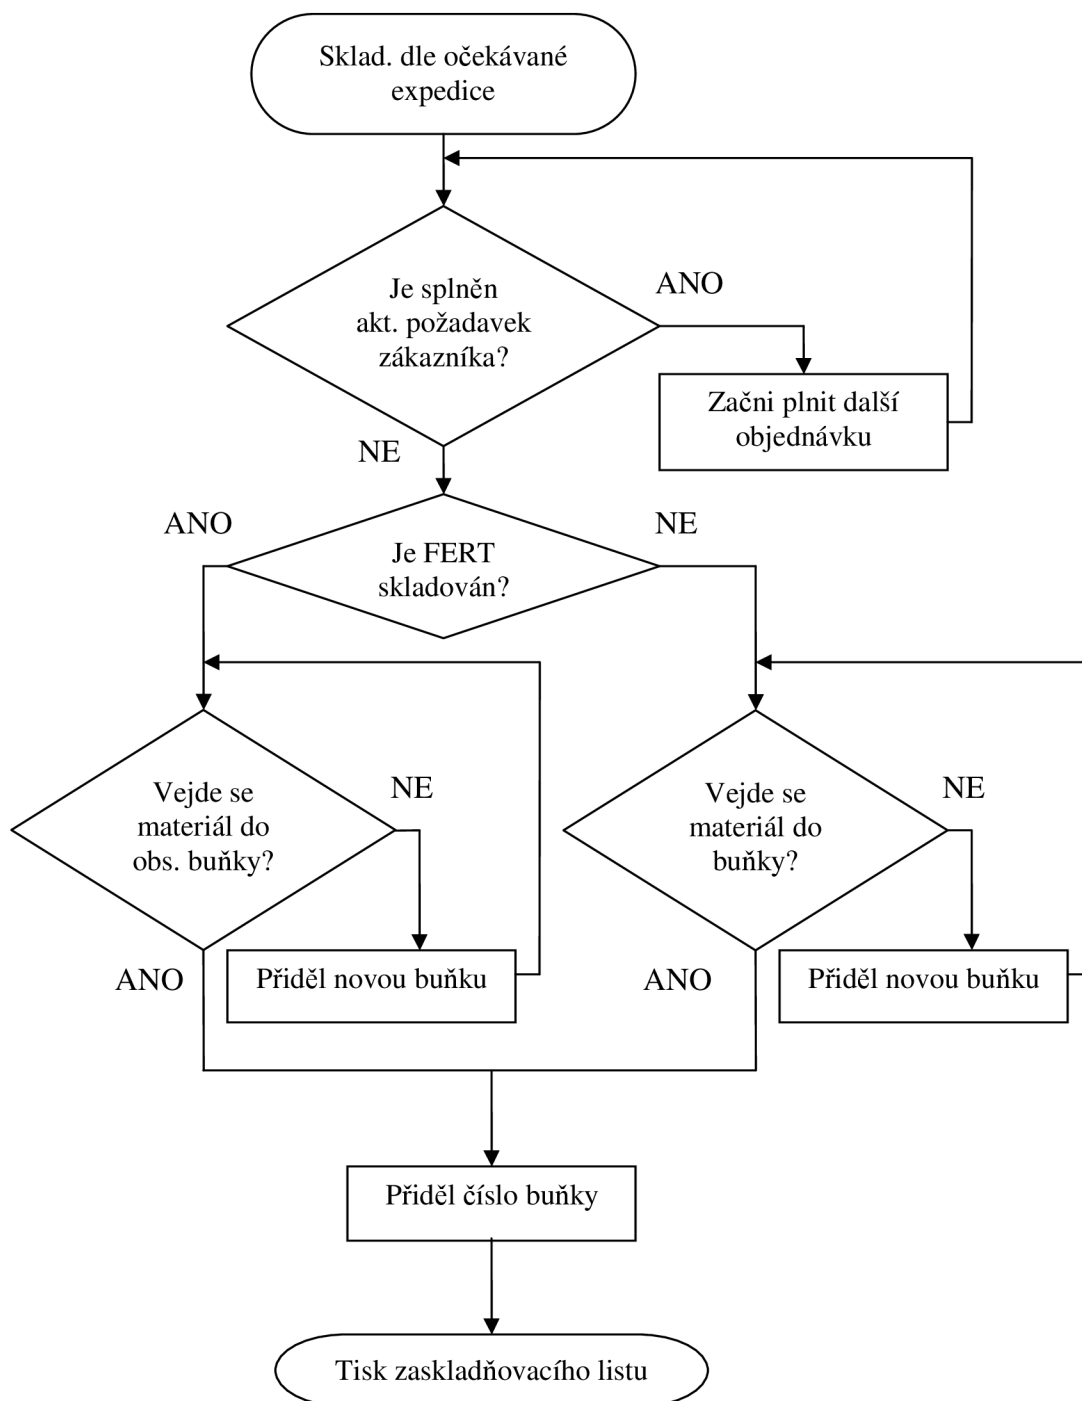 Sklad. dle očekávané
expedice
Je splněn
akt. požadavek
zákazníka?
ANO
Začni plnit další
objednávku
NE
ANO
NE
Je FERT
skladován?
Vejde se
materiál do
obs. buňky?
NE
Vejde se
materiál do
buňky?
NE
ANO
Přiděl novou buňku
ANO
Přiděl novou buňku
Přiděl číslo buňky
Tisk zaskladňovacího listu